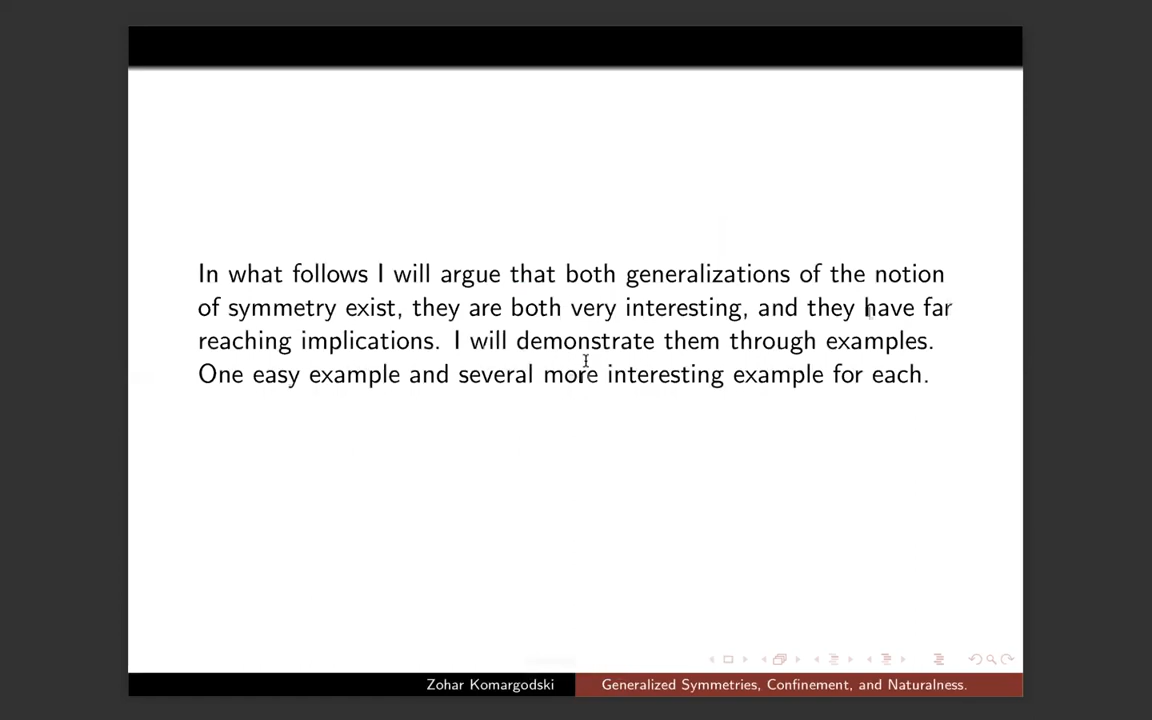 In what follows I will argue that both generalizations of the notion
of symmetry exist, they are both very interesting, and they have far
reaching implications. I will demonstrate them through examples.
One easy example and several more interesting example for each.
Zohar Komargodski
Generalized Symmetries, Confinement, and Naturalness.